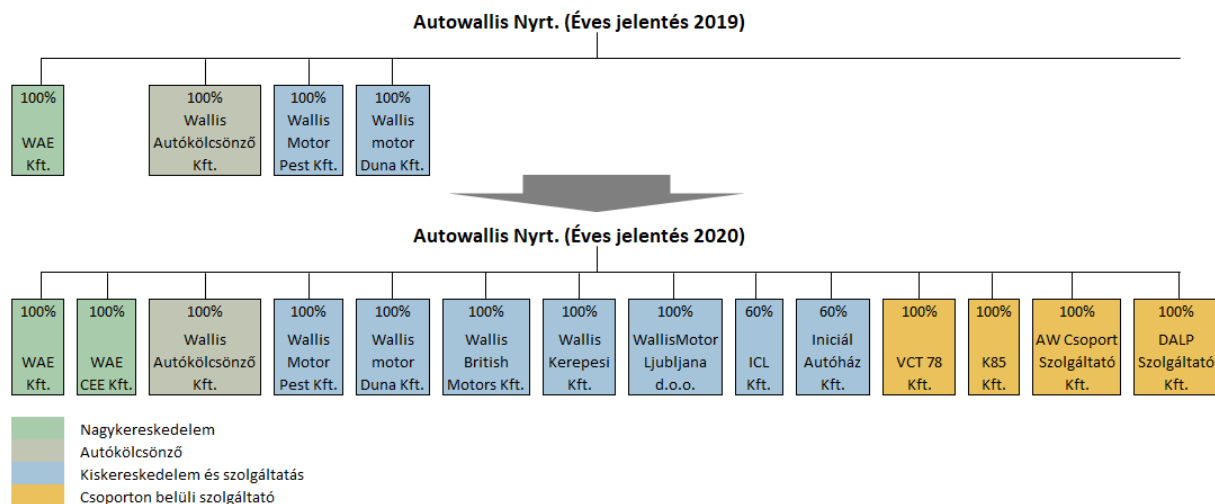 Autowallis Nyrt. (Éves jelentés 2019)
100%
WAE
Kft.
100%
Wallis
Autókölcsönző
Kft.
100%
Wallis
Motor
Pest Kft.
100%
Wallis
motor
Duna Kft.
Autowallis Nyrt. (Éves jelentés 2020)
100%
WAE
Kft.
100%
WAE
CEE Kft.
100%
Wallis
Autókölcsönző
Kft.
100%
Wallis
Motor
Pest Kft.
100%
Wallis
motor
Duna Kft.
100%
Wallis
British
Motors Kft.
100%
Wallis
Kerepesi
Kft.
100%
WallisMotor
Ljubljana
d.o.o.
60%
ICL
Kft.
60%
Iniciál
Autóház
Kft.
100%
VCT 78
Kft.
100%
K85
Kft.
100%
AW Csoport
Szolgáltató
Kft.
100%
DALP
Szolgáltató
Kft.
Nagykereskedelem
Autókölcsönző
Kiskereskedelem és szolgáltatás
Csoporton belüli szolgáltató